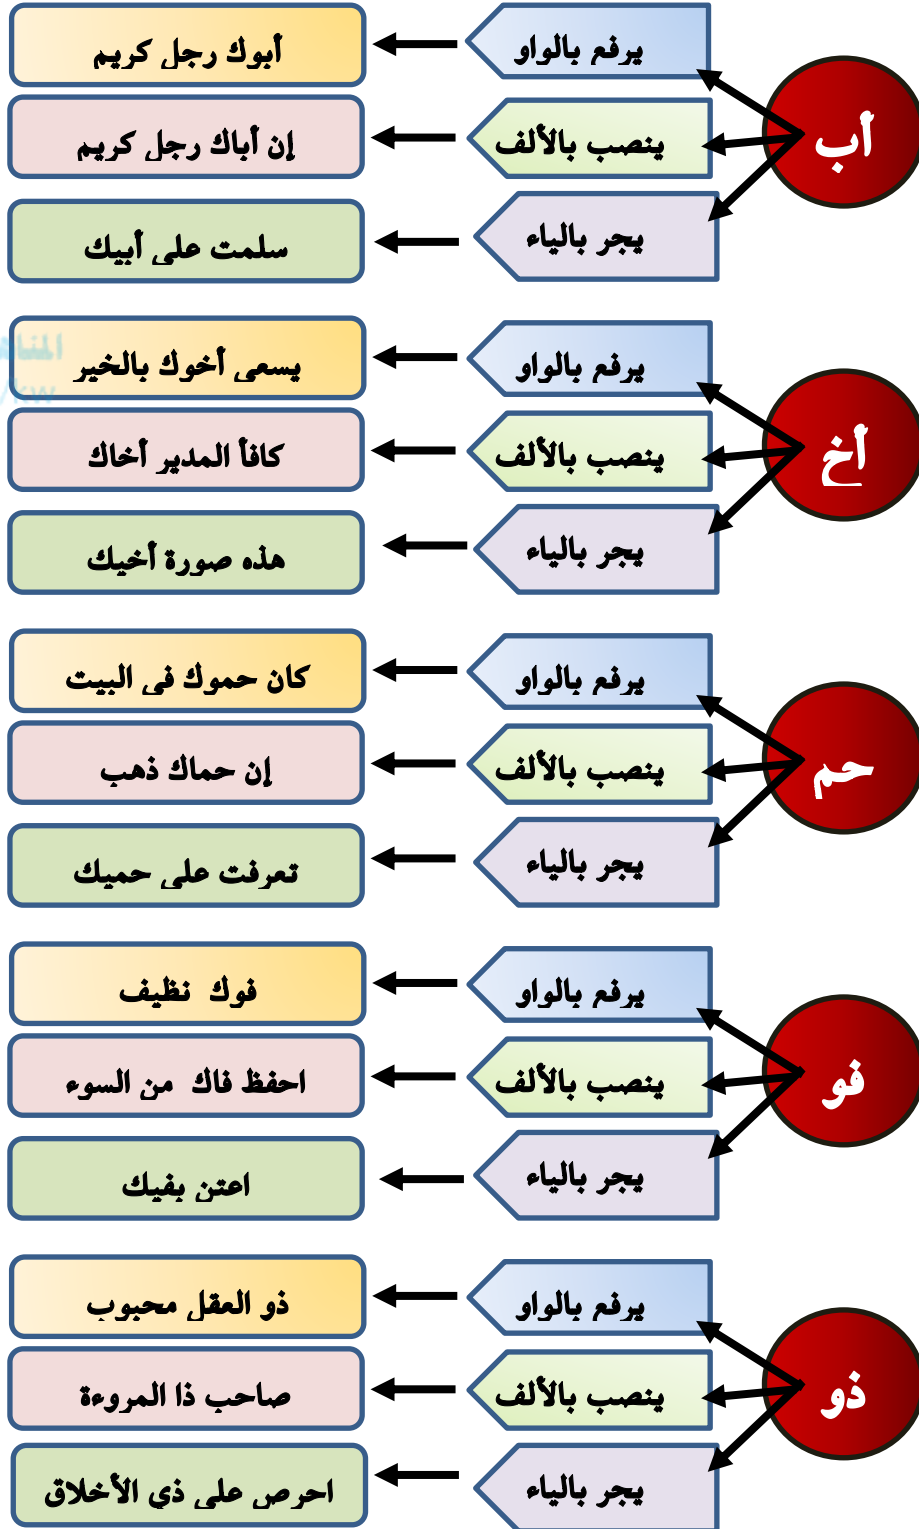 أب
يرفع بالواو
أبوك رجل كريم
ينصب بالألف
إن أباك رجل كريم
يجر بالياء
سلمت على أبيك
أخ
يرفع بالواو
يسعى أخوك بالخير
ينصب بالألف
كافأ المدير أخاك
يجر بالياء
هذه صورة أخيك
حم
يرفع بالواو
كان حموك في البيت
ينصب بالألف
إن حماك ذهب
يجر بالياء
تعرفت على حميك
فو
يرفع بالواو
فوك نظيف
ينصب بالألف
احفظ فاك من السوء
يجر بالياء
اعتن بفيك
ذو
يرفع بالواو
ذو العقل محبوب
ينصب بالألف
صاحب ذا المروءة
يجر بالياء
احرص على ذي الأخلاق
/kw